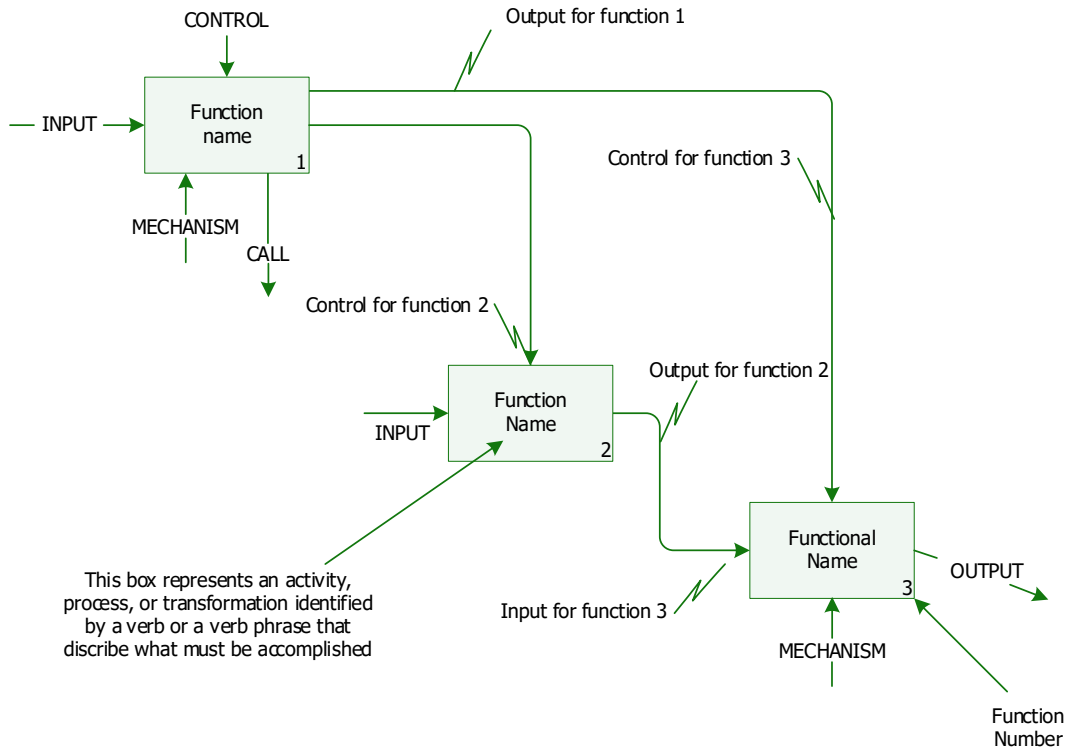 Output for function 1
CONTROL
Function
name
1
INPUT
Control for function 3
MECHANISM
CALL
Control for function 2
Output for function 2
Function
Name
2
INPUT
Functional
Name
3
OUTPUT
This box represents an activity,
process, or transformation identified
by a verb or a verb phrase that
discribe what must be accomplished
Input for function 3
MECHANISM
Function
Number